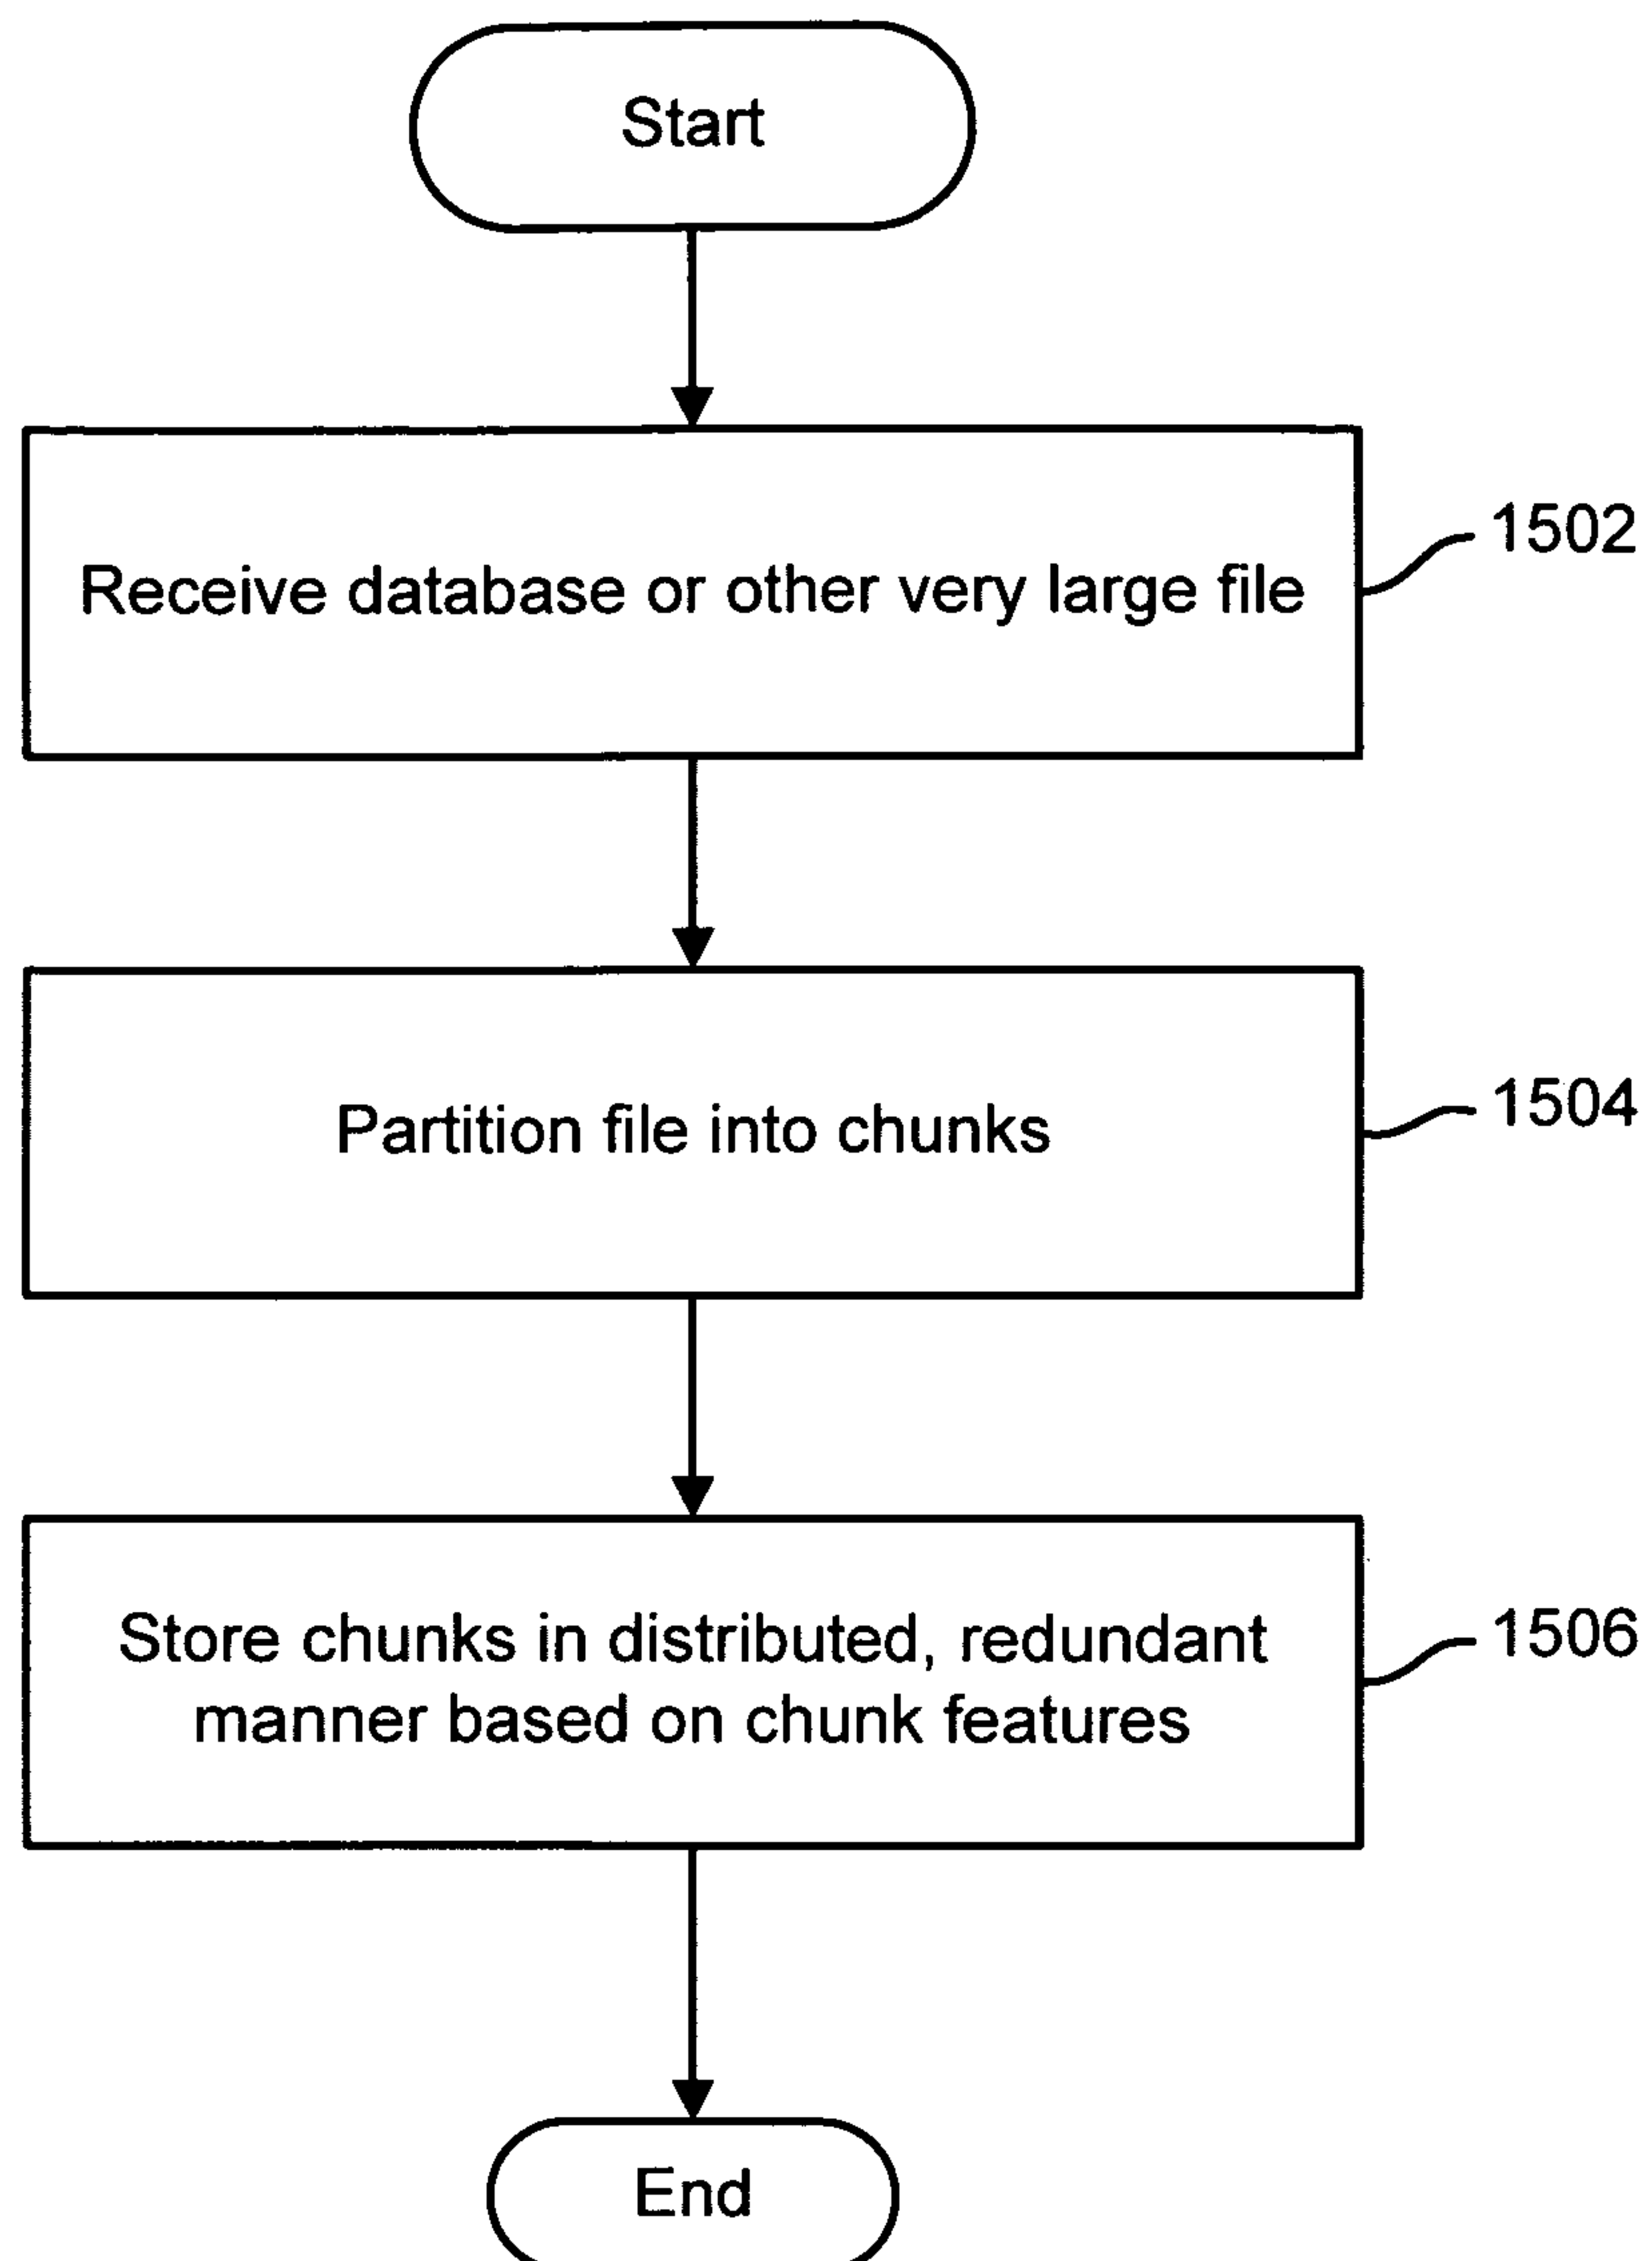 Start
Receive database or other very large file
1502
Partition file into chunks
1504
Store chunks in distributed, redundant
manner based on chunk features
1506
End